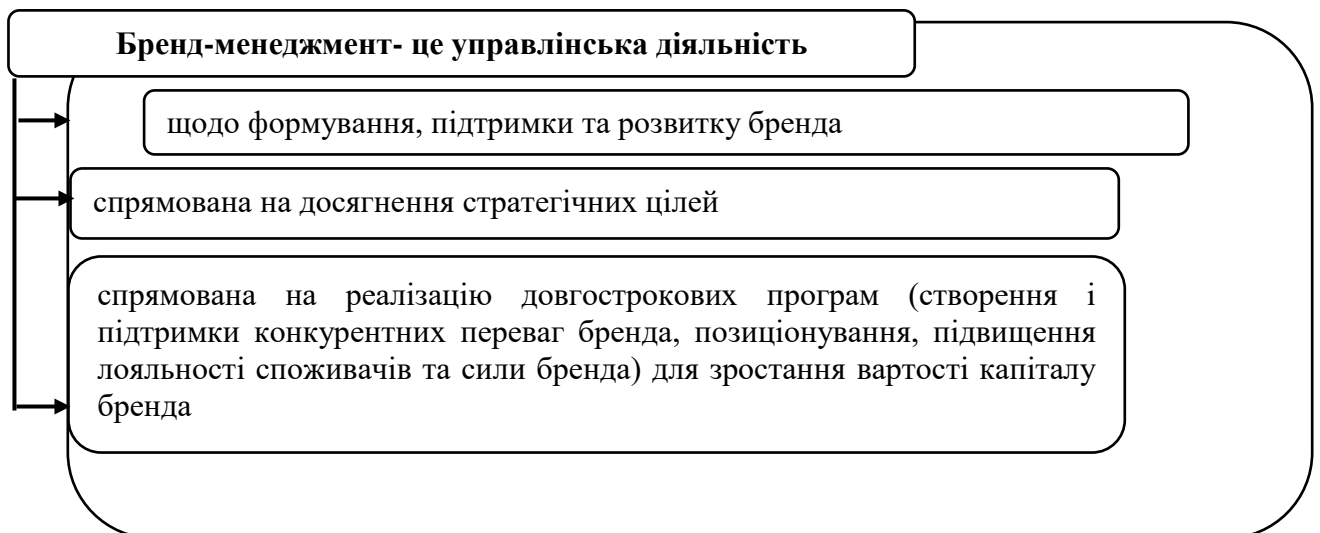 Бренд-менеджмент- це управлінська діяльність
щодо формування, підтримки та розвитку бренда
спрямована на досягнення стратегічних цілей
спрямована на реалізацію довгострокових програм (створення і
підтримки конкурентних переваг бренда, позиціонування, підвищення
лояльності споживачів та сили бренда) для зростання вартості капіталу
бренда